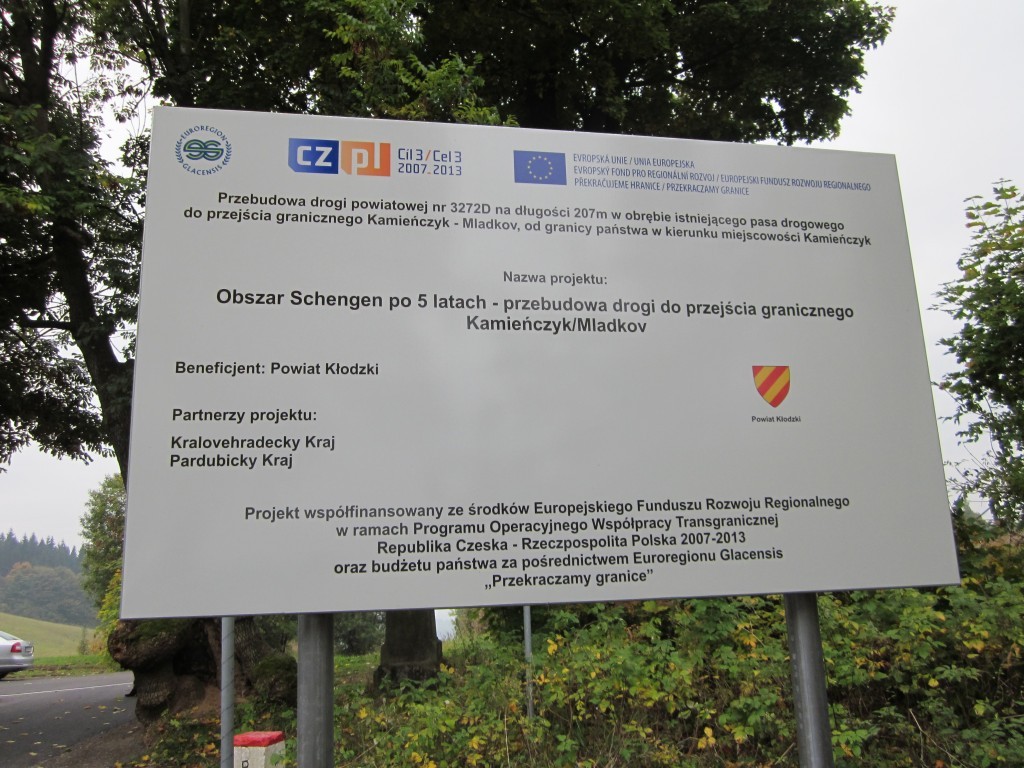 EUROREGION
GLACENSIS
cz pl
Cíl 3 / Cel 3
2007-2013
EVROPSKÁ UNIE / UNIA EUROPEJSKA
EVROPSKÝ FOND PRO REGIONÁLNÍ ROZVOJ / EUROPEJSKI FUNDUSZ ROZWOJU REGIONALNEGO
PŘEKRAČUJEME HRANICE / PRZEKRACZAMY GRANICE
Przebudowa drogi powiatowej nr 3272D na długości 207m w obrębie istniejącego pasa drogowego
do przejścia granicznego Kamieńczyk - Mladkov, od granicy państwa w kierunku miejscowości Kamieńczyk
Nazwa projektu:
Obszar Schengen po 5 latach - przebudowa drogi do przejścia granicznego
Kamieńczyk/Mladkov
Beneficjent: Powiat Kłodzki
Powiat Kłodzki
Partnerzy projektu:
Kralovehradecky Kraj
Pardubicky Kraj
Projekt współfinansowany ze środków Europejskiego Funduszu Rozwoju Regionalnego
w ramach Programu Operacyjnego Współpracy Transgranicznej
Republika Czeska - Rzeczpospolita Polska 2007-2013
oraz budżetu państwa za pośrednictwem Euroregionu Glacensis
„Przekraczamy granice”